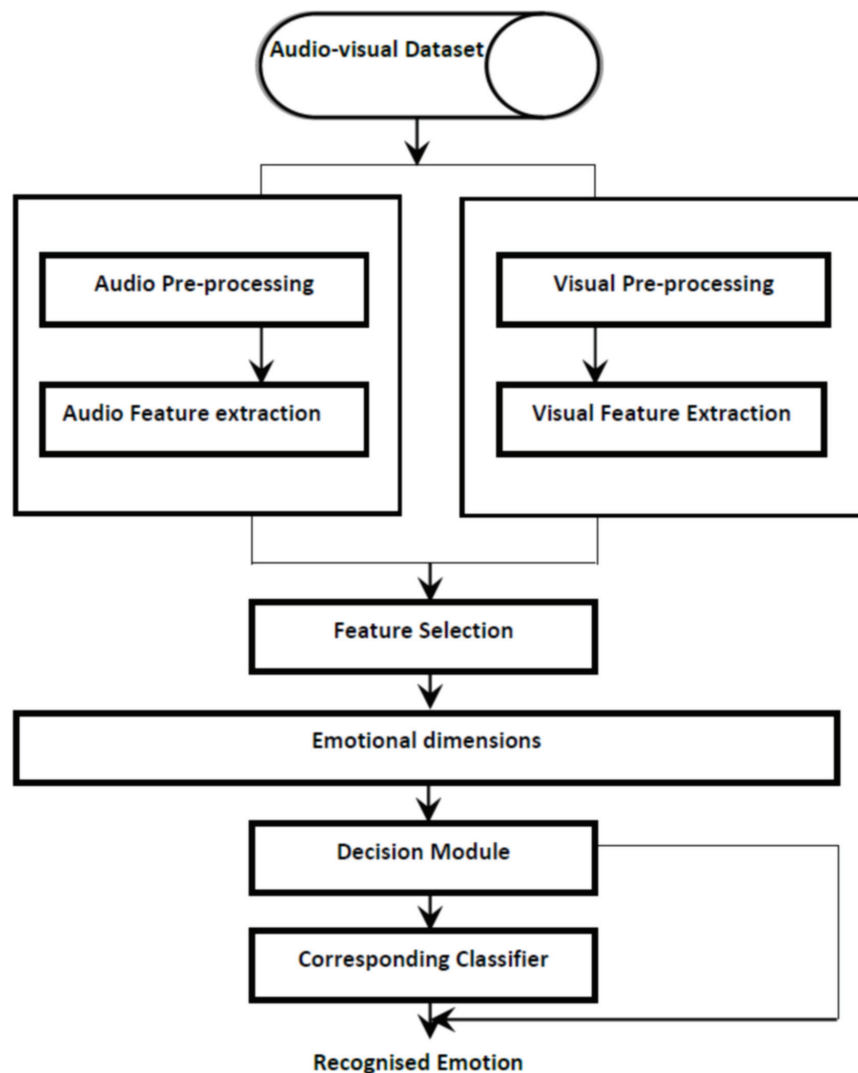 Audio-visual Dataset
Audio Pre-processing
Visual Pre-processing
Audio Feature extraction
Visual Feature Extraction
Feature Selection
Emotional dimensions
Decision Module
Corresponding Classifier
Recognised Emotion